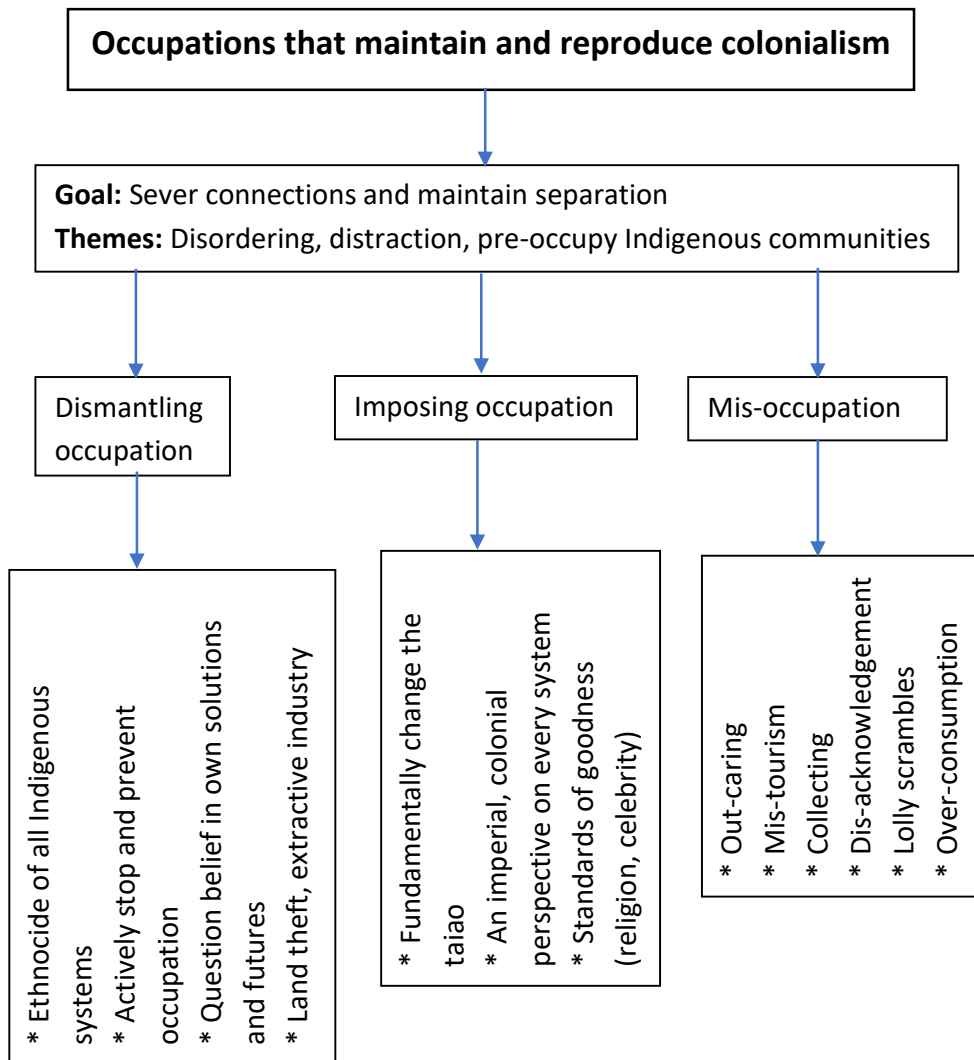 Occupations that maintain and reproduce colonialism
Goal: Sever connections and maintain separation
Themes: Disordering, distraction, pre-occupy Indigenous communities
Dismantling
occupation
Imposing occupation
Mis-occupation
* Ethnocide of all Indigenous
systems
* Actively stop and prevent
occupation
* Question belief in own solutions
and futures
* Land theft, extractive industry
* Fundamentally change the
taiao
* An imperial, colonial
perspective on every system
* Standards of goodness
(religion, celebrity)
* Out-caring
* Mis-tourism
* Collecting
* Dis-acknowledgement
* Lolly scrambles
* Over-consumption